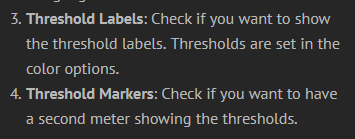 3. Threshold Labels: Check if you want to show
the threshold labels. Thresholds are set in the
color options.
4. Threshold Markers: Check if you want to have
a second meter showing the thresholds.